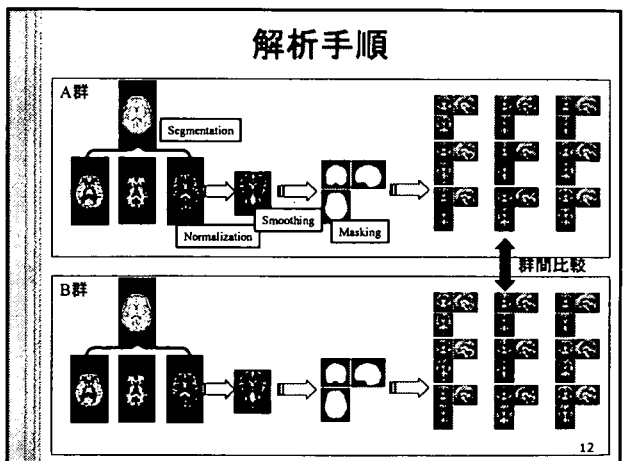 解析手順
A群
Segmentation
Normalization
Smoothing
Masking
群間比較
B群
12